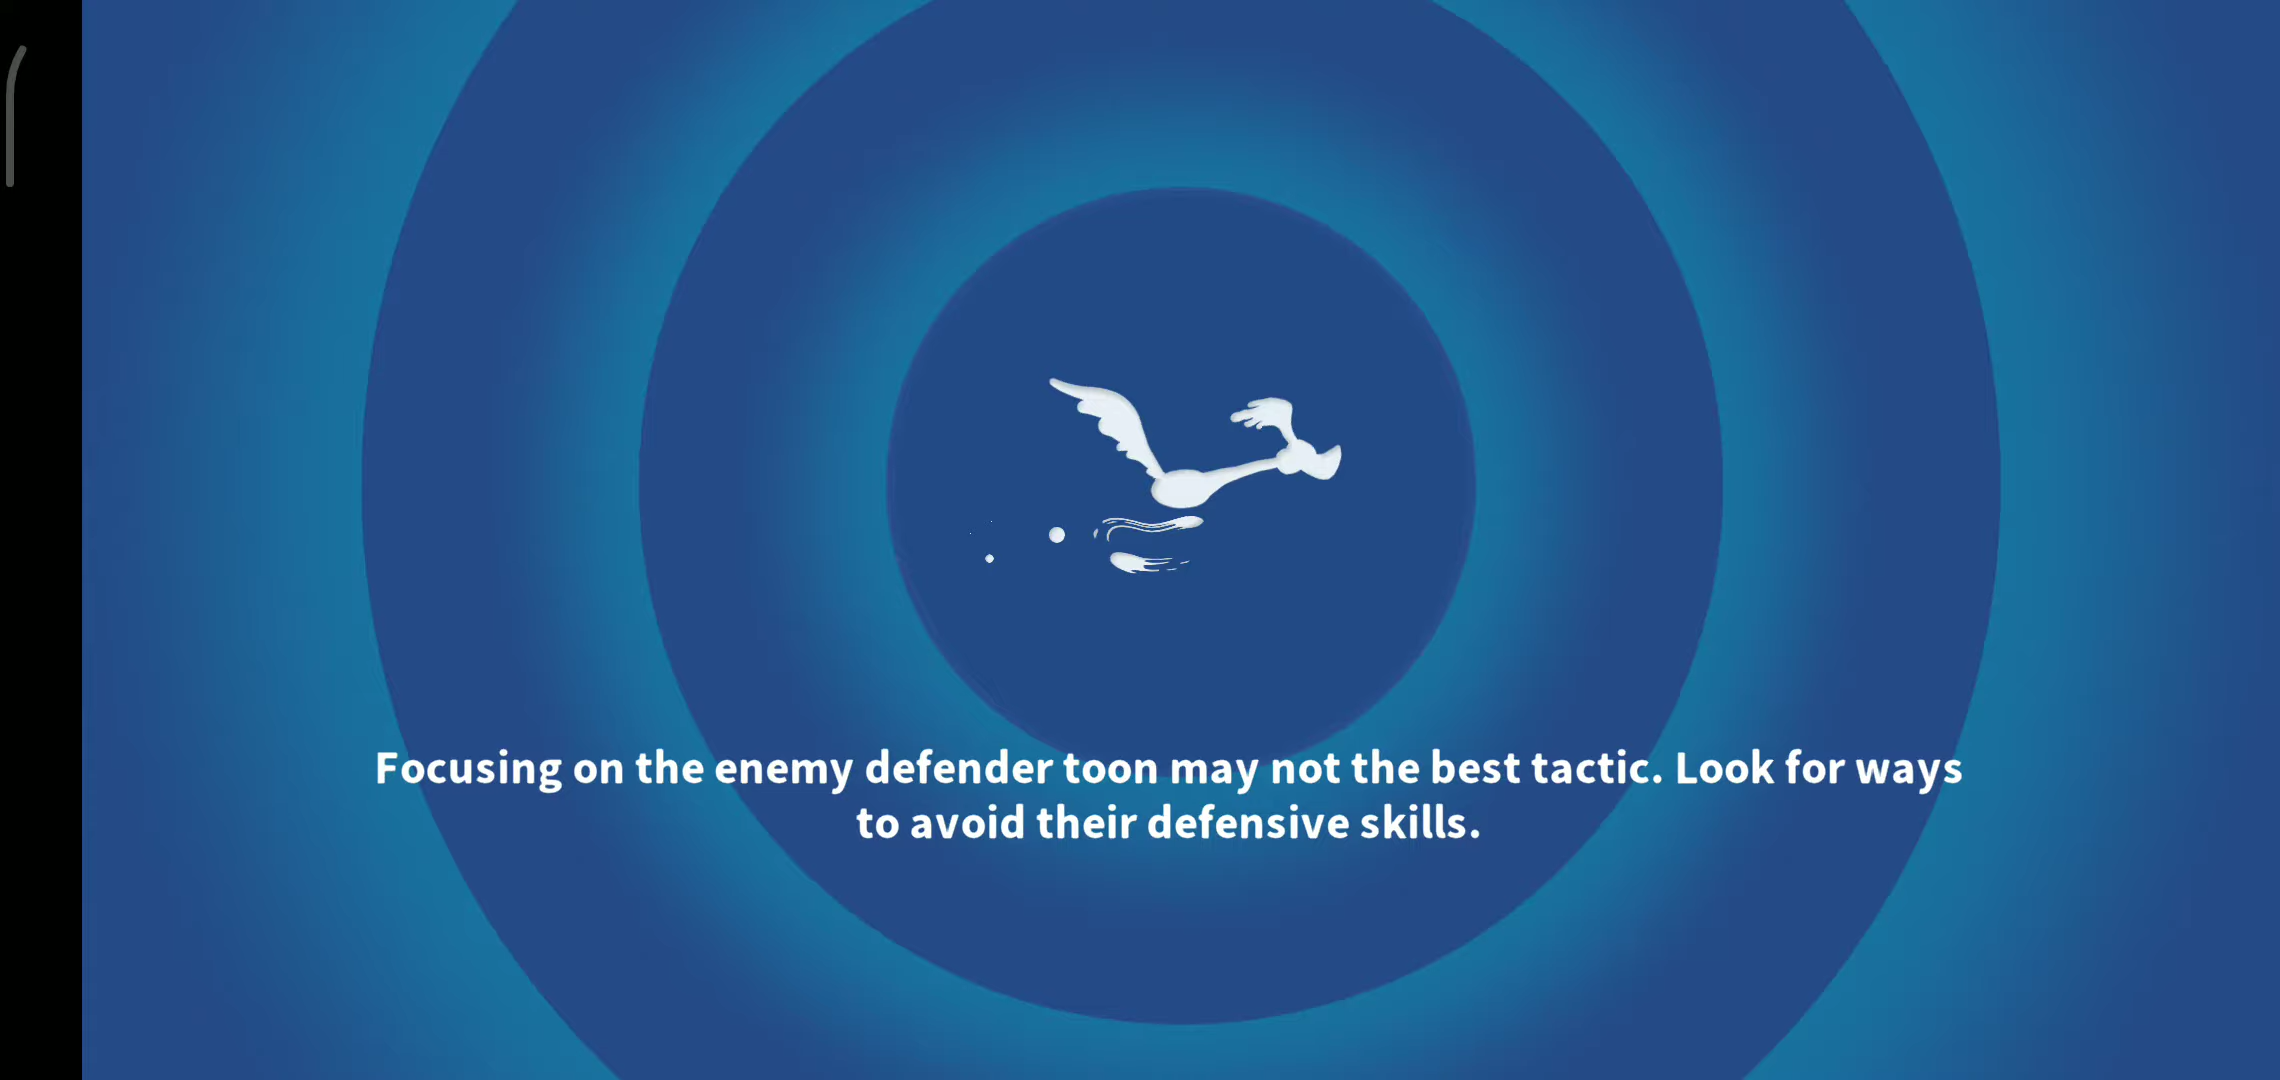 Focusing on the enemy defender toon may not the best tactic. Look for ways
to avoid their defensive skills.